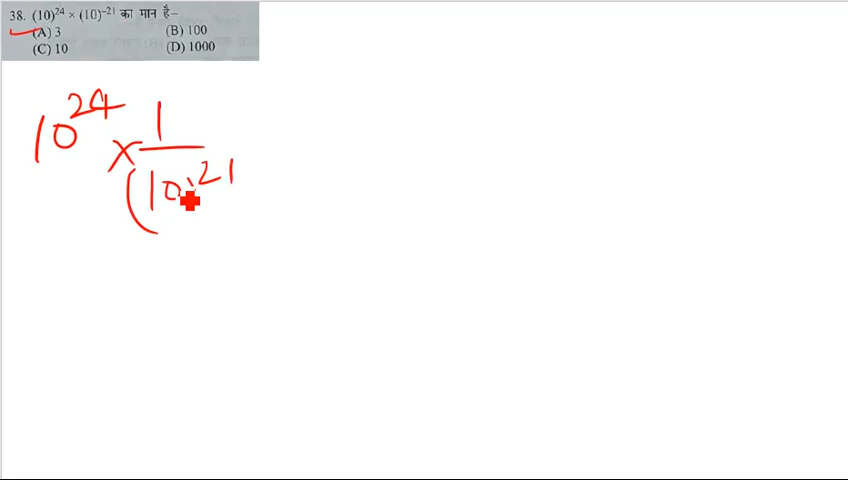 38. (10)²⁴ × (10)⁻²¹ का मान है–
(A) 3 (B) 100
(C) 10 (D) 1000
10²⁴ × 1
(10)²¹